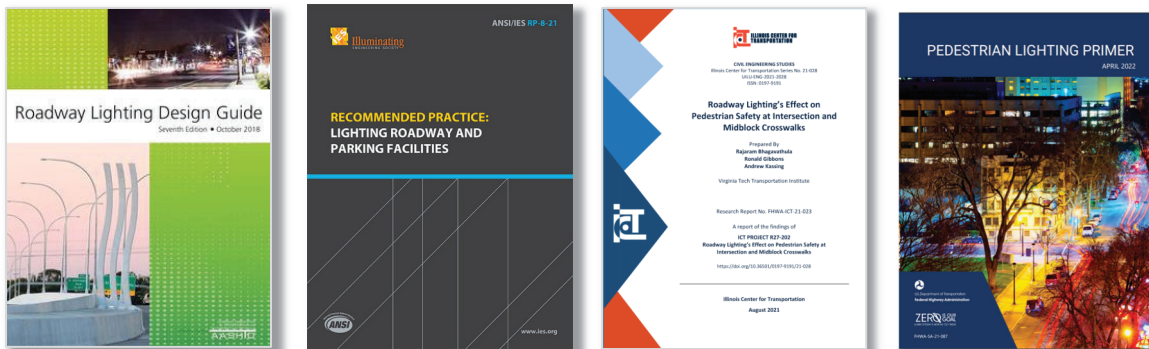 Roadway Lighting Design Guide
Seventh Edition • October 2018
AASHTO
ANSI/IES RP-8-21
IES
Illuminating
ENGINEERING SOCIETY
RECOMMENDED PRACTICE:
LIGHTING ROADWAY AND
PARKING FACILITIES
ANSI
www.ies.org
ILLINOIS CENTER FOR
TRANSPORTATION
CIVIL ENGINEERING STUDIES
Illinois Center for Transportation Series No. 21-028
UILU-ENG-2021-2028
ISSN: 0197-9191
Roadway Lighting's Effect on
Pedestrian Safety at Intersection and
Midblock Crosswalks
Prepared By
Rajaram Bhagavathula
Ronald Gibbons
Andrew Kassing
Virginia Tech Transportation Institute
Research Report No. FHWA-ICT-21-023
A report of the findings of
ICT PROJECT R27-202
Roadway Lighting's Effect on Pedestrian Safety at
Intersection and Midblock Crosswalks
https://doi.org/10.36501/0197-9191/21-028
Illinois Center for Transportation
August 2021
PEDESTRIAN LIGHTING PRIMER
APRIL 2022
US Department of Transportation
Federal Highway Administration
ZERO IS OUR
GOAL
FHWA-SA-21-087